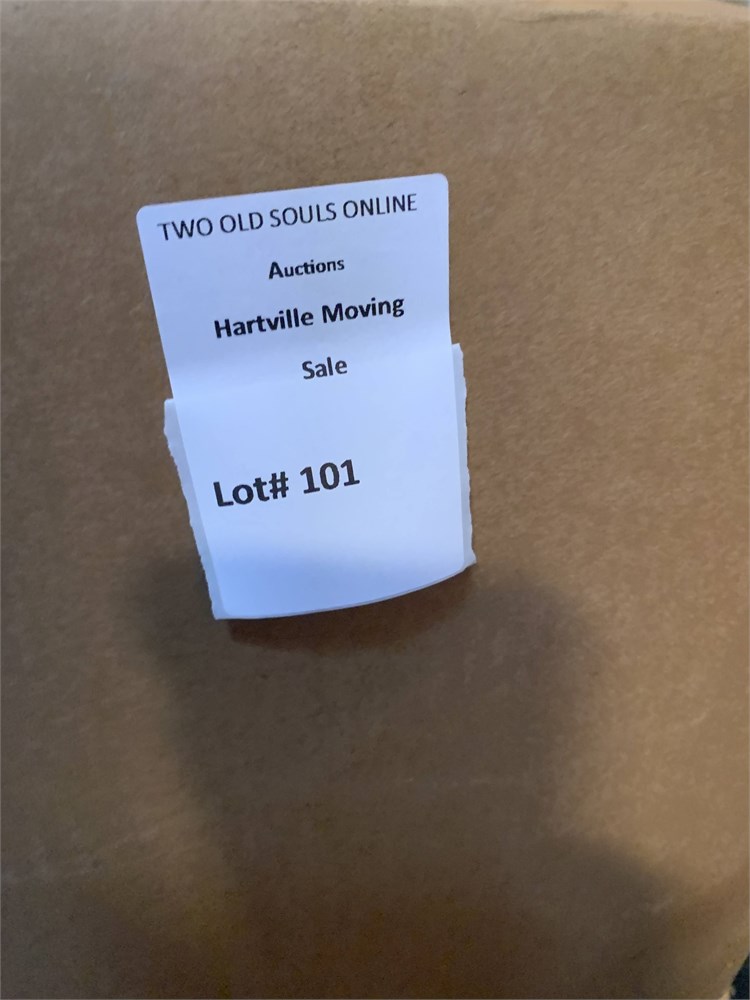 TWO OLD SOULS ONLINE
Auctions
Hartville Moving
Sale
Lot# 101